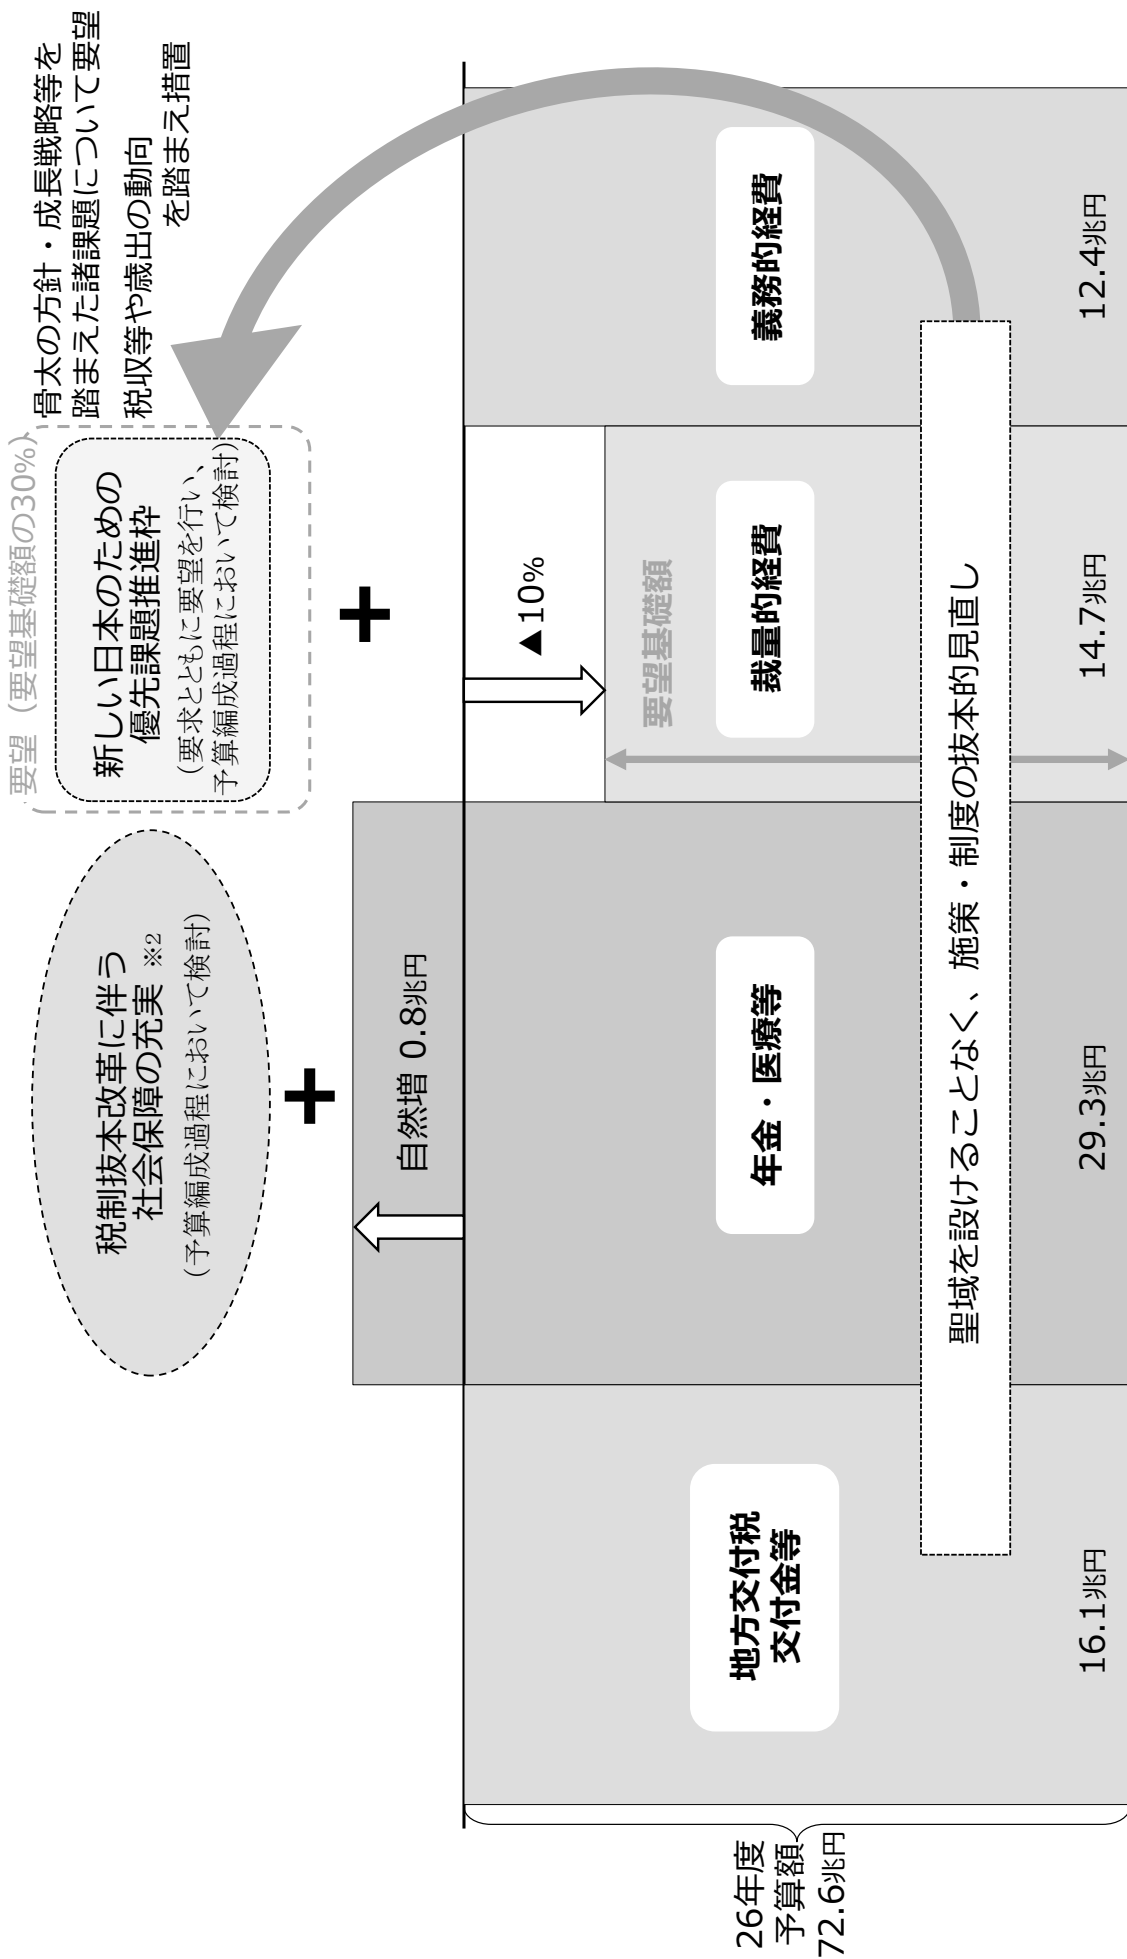 要望（要望基礎額の30%）
新しい日本のための
優先課題推進枠
（要求とともに要望を行い、
予算編成過程において検討）
骨太の方針・成長戦略等を
踏まえた諸課題について要望
税収等や歳出の動向
を踏まえ措置
税制抜本改革に伴う
社会保障の充実 ※2
（予算編成過程において検討）
+
+
自然増 0.8兆円
▲10%
要望基礎額
26年度
予算額
72.6兆円
地方交付税
交付金等
年金・医療等
裁量的経費
義務的経費
聖域を設けることなく、施策・制度の抜本的見直し
16.1兆円
29.3兆円
14.7兆円
12.4兆円